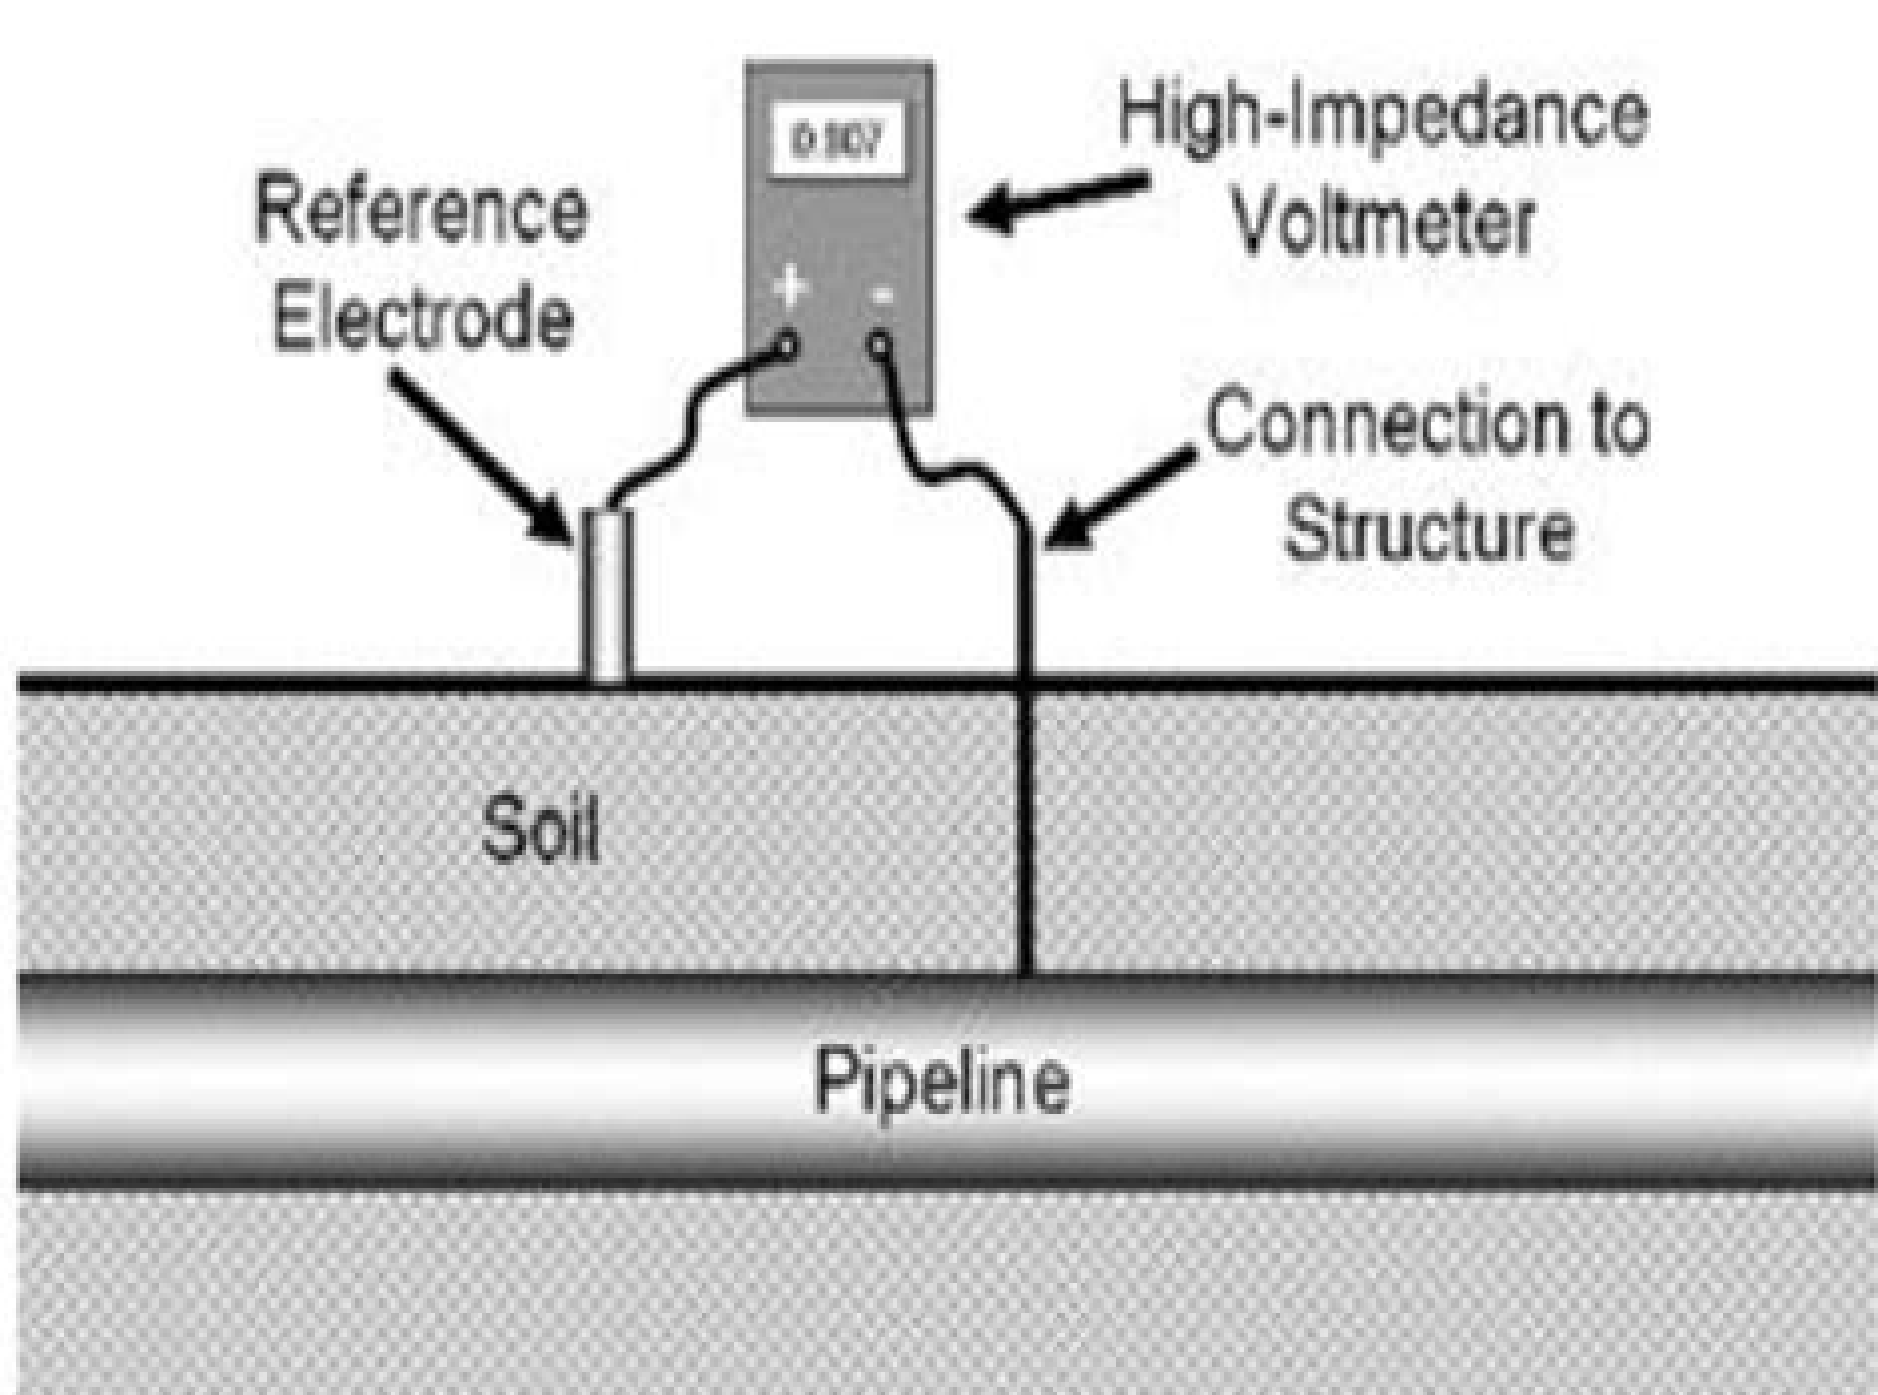 High-Impedance
Voltmeter
Reference
Electrode
+ -
Connection to
Structure
Soil
Pipeline